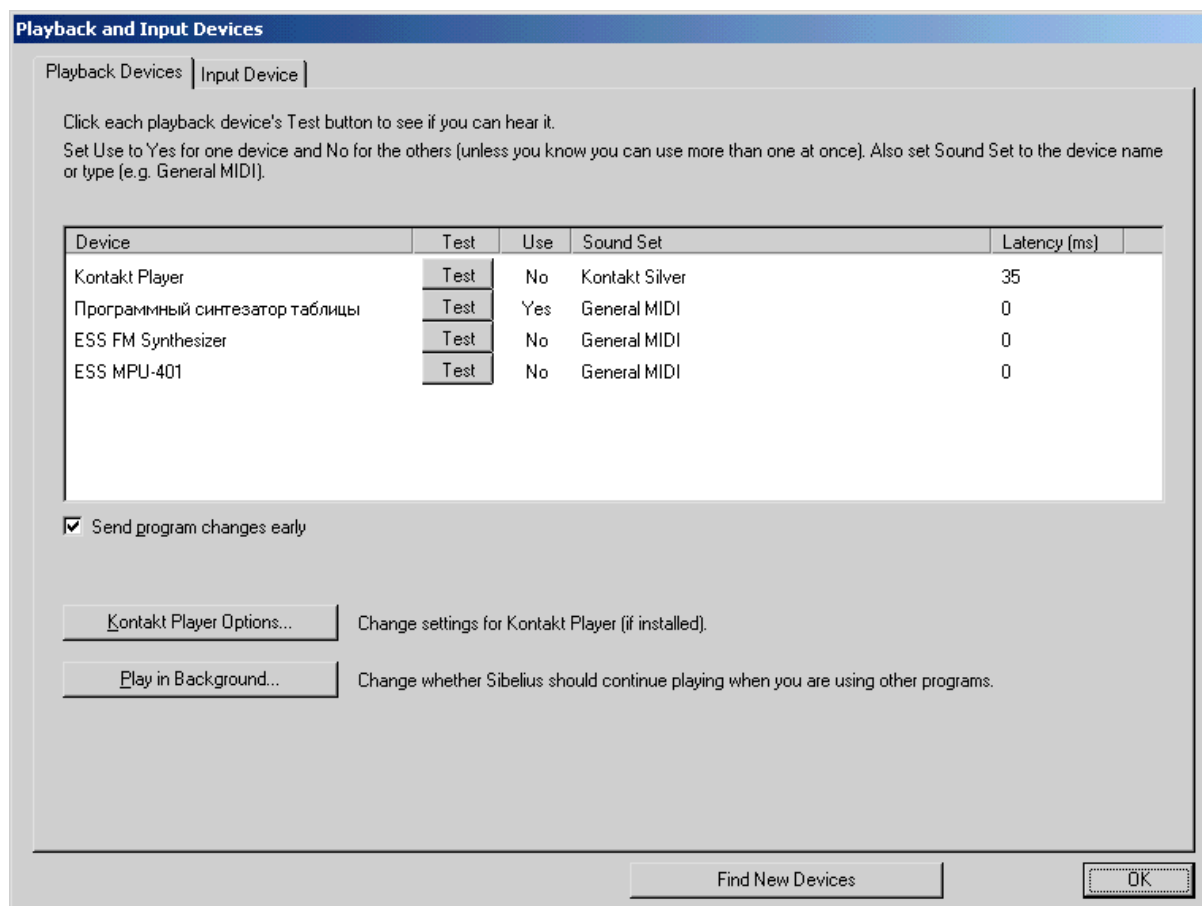 Playback and Input Devices
Playback Devices Input Device
Click each playback device's Test button to see if you can hear it.
Set Use to Yes for one device and No for the others (unless you know you can use more than one at once). Also set Sound Set to the device name
or type (e.g. General MIDI).
Device Test Use Sound Set Latency (ms)
Kontakt Player Test No Kontakt Silver 35
Программный синтезатор таблицы Test Yes General MIDI 0
ESS FM Synthesizer Test No General MIDI 0
ESS MPU-401 Test No General MIDI 0
Send program changes early
Kontakt Player Options... Change settings for Kontakt Player (if installed).
Play in Background... Change whether Sibelius should continue playing when you are using other programs.
Find New Devices OK